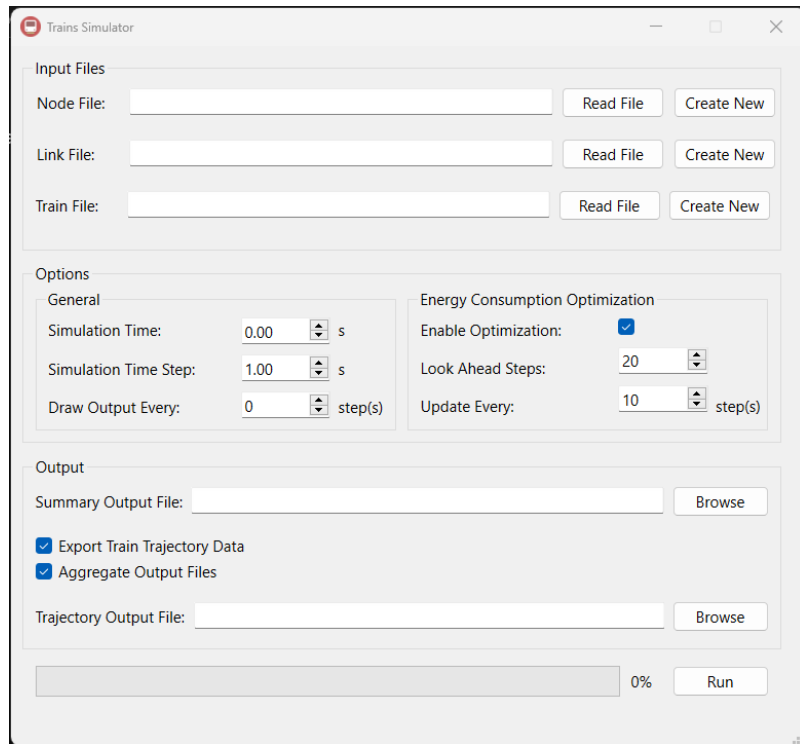 Trains Simulator
Input Files
Node File: Read File Create New
Link File: Read File Create New
Train File: Read File Create New
Options
General
Simulation Time: 0.00 s
Simulation Time Step: 1.00 s
Draw Output Every: 0 step(s)
Energy Consumption Optimization
Enable Optimization:
Look Ahead Steps: 20
Update Every: 10 step(s)
Output
Summary Output File: Browse
Export Train Trajectory Data
Aggregate Output Files
Trajectory Output File: Browse
0% Run